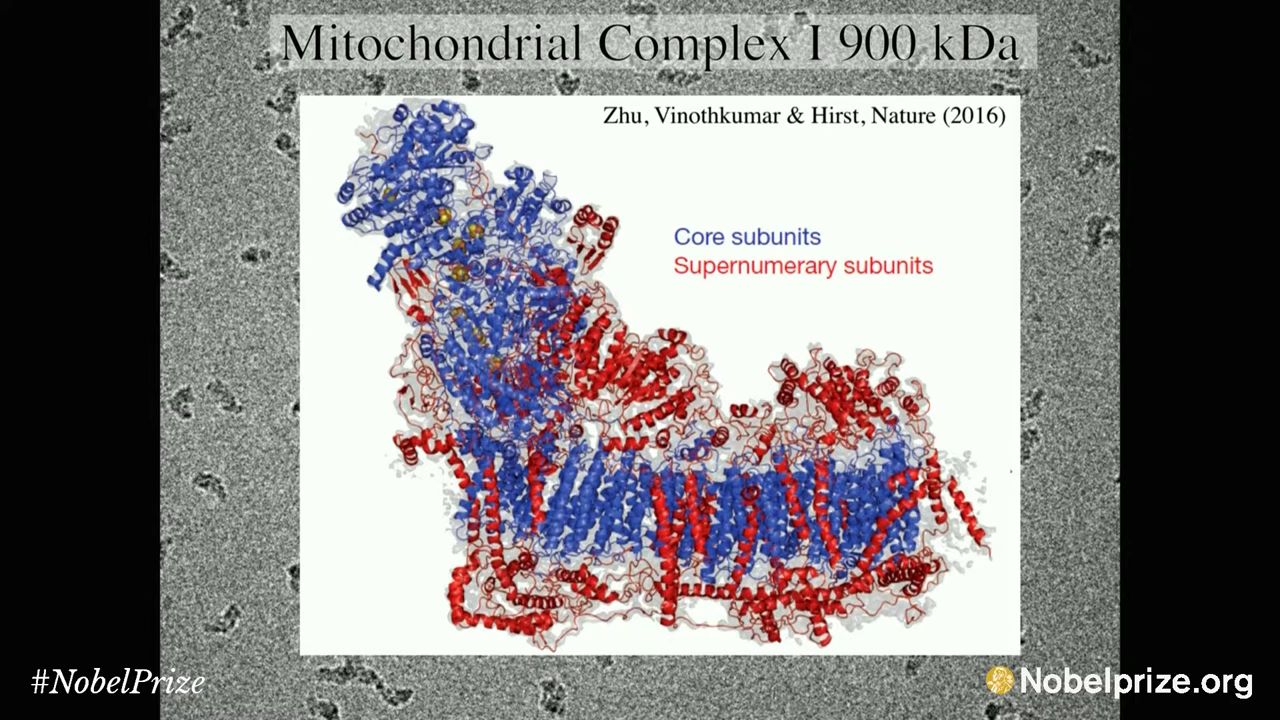 Mitochondrial Complex I 900 kDa
Zhu, Vinothkumar & Hirst, Nature (2016)
Core subunits
Supernumerary subunits
#NobelPrize
Nobelprize.org